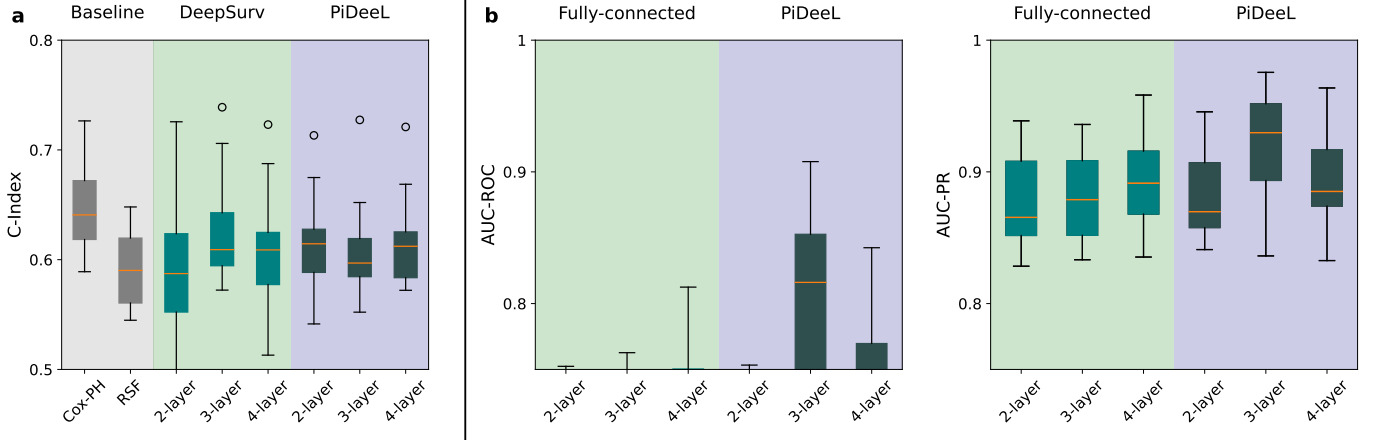 a
Baseline DeepSurv PiDeeL
C-Index
0.8
0.7
0.6
0.5
Cox-PH RSF 2-layer 3-layer 4-layer 2-layer 3-layer 4-layer
b
Fully-connected PiDeeL
AUC-ROC
1
0.9
0.8
2-layer 3-layer 4-layer 2-layer 3-layer 4-layer
Fully-connected PiDeeL
AUC-PR
1
0.9
0.8
2-layer 3-layer 4-layer 2-layer 3-layer 4-layer